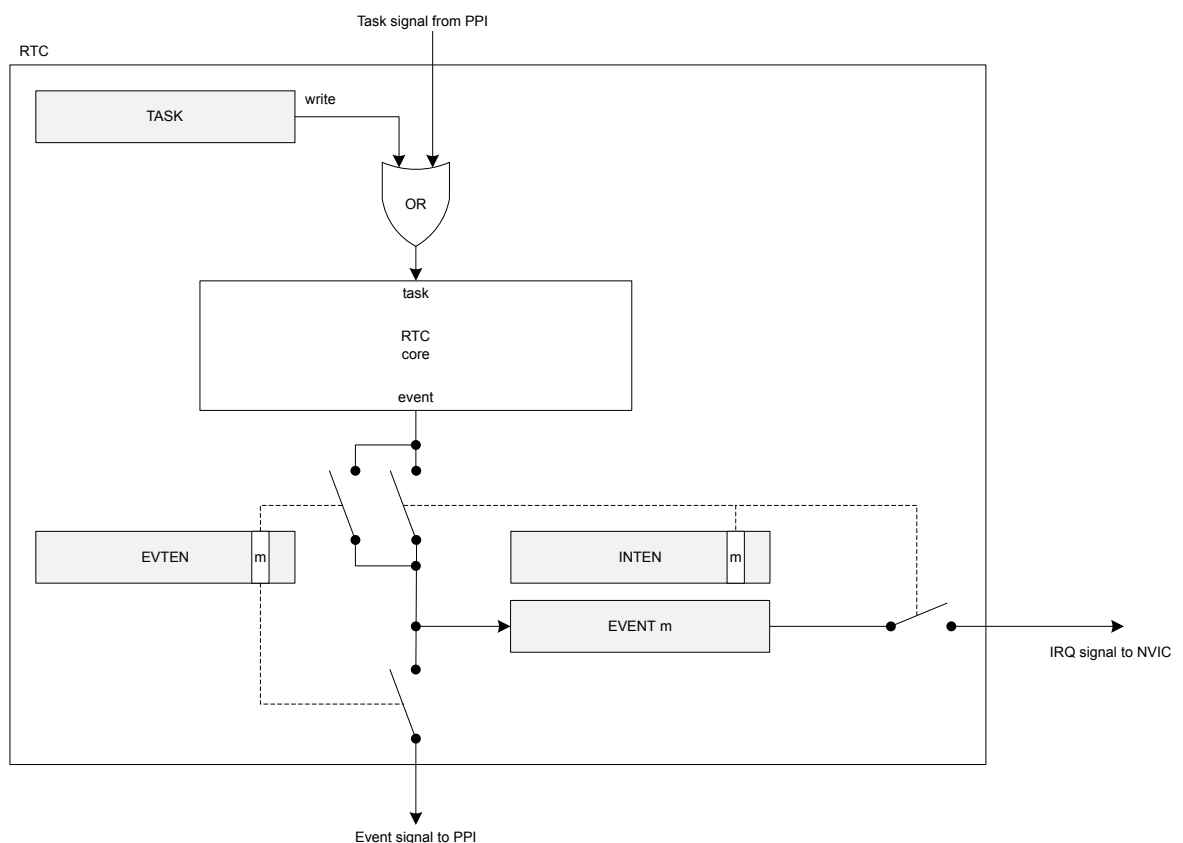 Task signal from PPI
RTC
write
TASK
OR
task
RTC
core
event
EVTEN
m
INTEN
m
EVENT m
IRQ signal to NVIC
Event signal to PPI